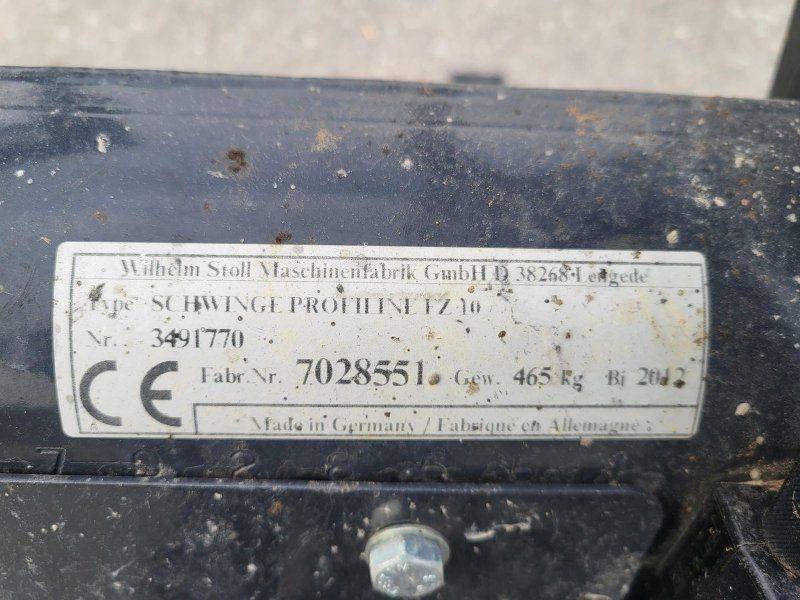 Wilhelm Stoll Maschinenfabrik GmbH D 38268 Lengede
Type SCHWINGE PROFILINE FZ 10
Nr. 3491770
CE Fabr.Nr. 7028551 Gew. 465 kg Bj 2012
Made in Germany / Fabriqué en Allemagne